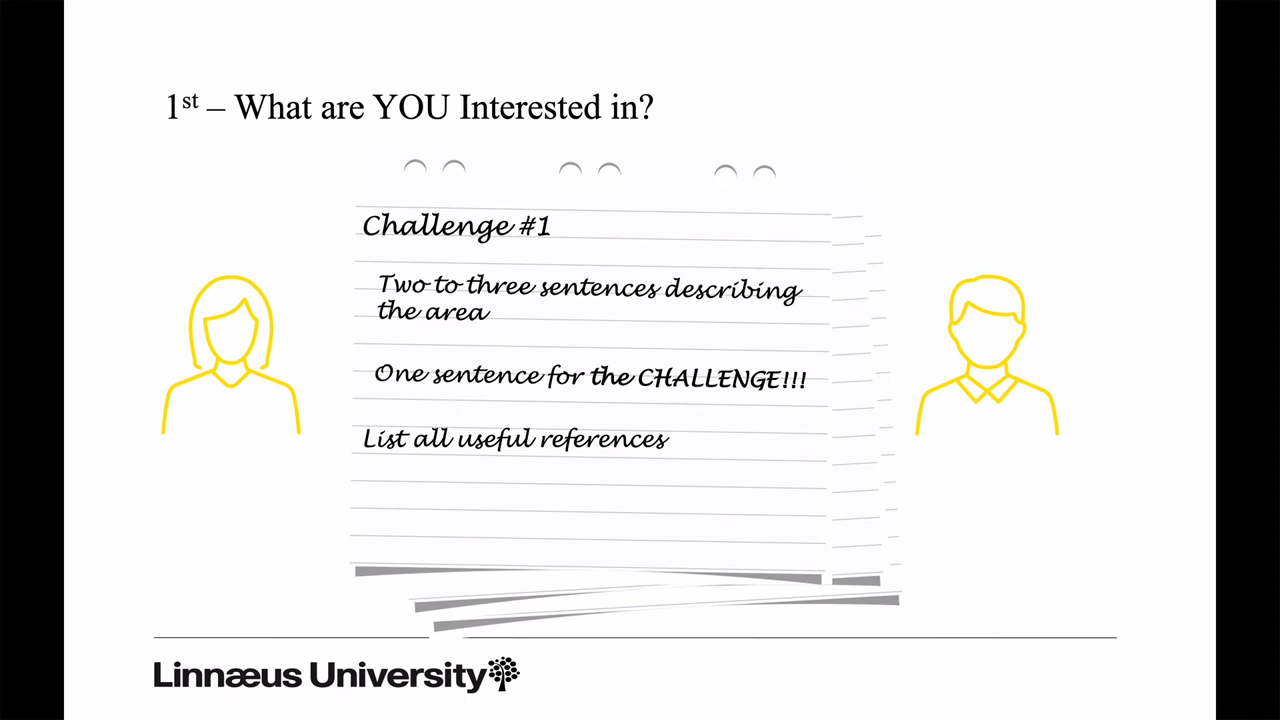 1st – What are YOU Interested in?
Challenge #1
Two to three sentences describing
the area
One sentence for the CHALLENGE!!!
List all useful references
Linnæus University